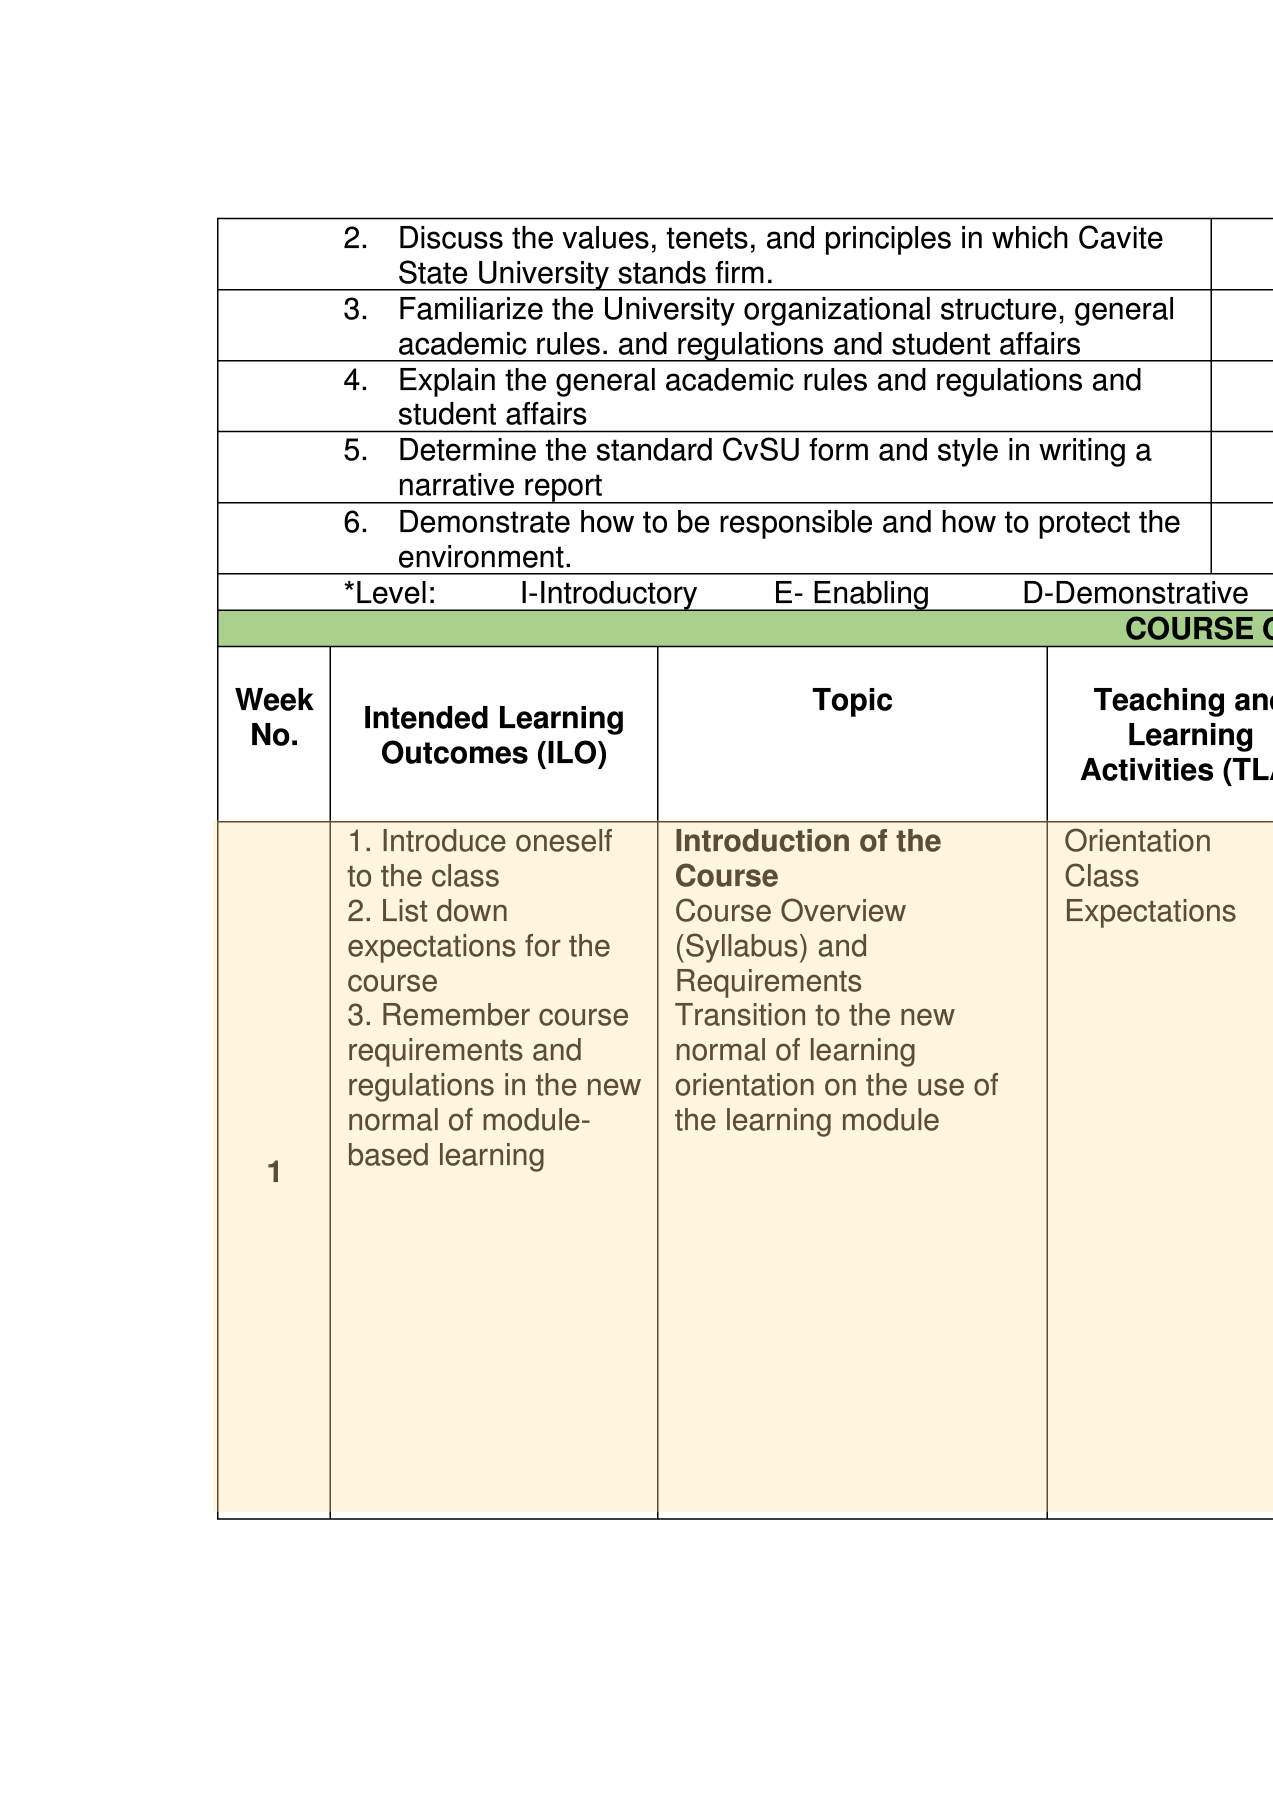 2. Discuss the values, tenets, and principles in which Cavite
State University stands firm.
3. Familiarize the University organizational structure, general
academic rules. and regulations and student affairs
4. Explain the general academic rules and regulations and
student affairs
5. Determine the standard CvSU form and style in writing a
narrative report
6. Demonstrate how to be responsible and how to protect the
environment.
*Level: I-Introductory E- Enabling D-Demonstrative
COURSE
Week
No.
Intended Learning
Outcomes (ILO)
Topic
Teaching
Learning
Activities
1
1. Introduce oneself
to the class
2. List down
expectations for the
course
3. Remember course
requirements and
regulations in the new
normal of module-
based learning
Introduction of the
Course
Course Overview
(Syllabus) and
Requirements
Transition to the new
normal of learning
orientation on the use of
the learning module
Orientation
Class
Expectations